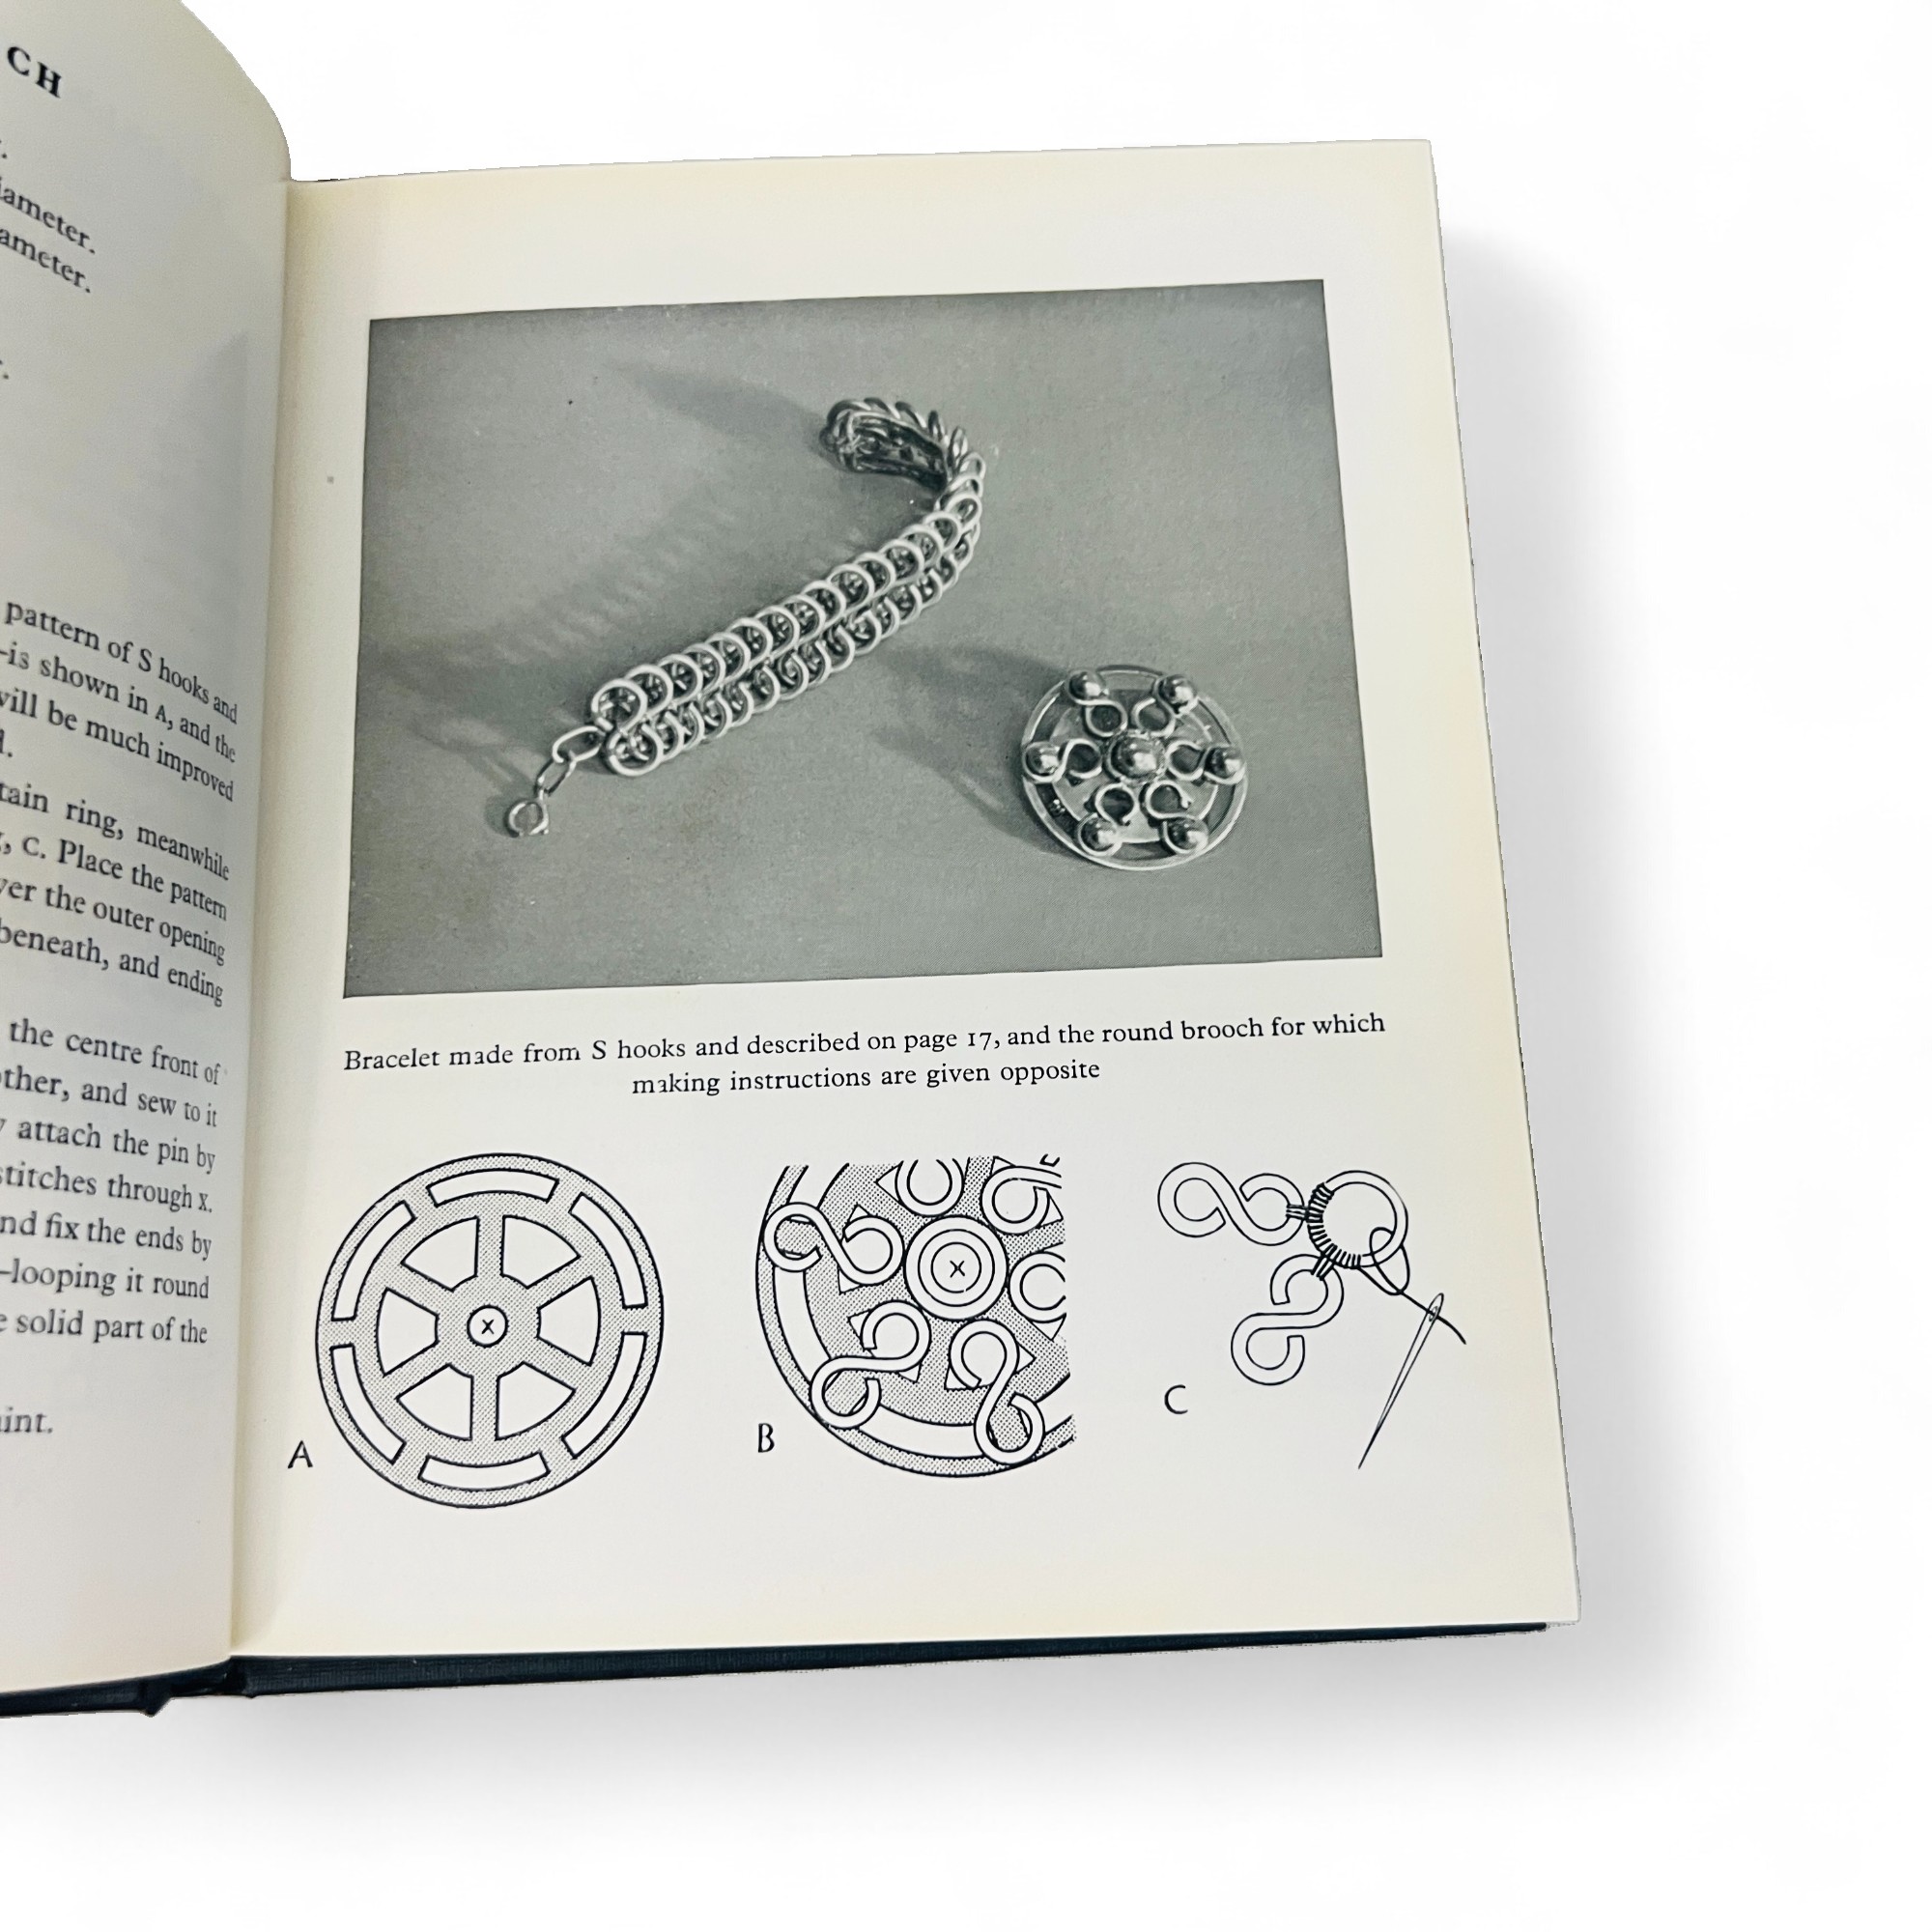 CH
iameter.
ameter.
pattern of S hooks and
-is shown in A, and the
will be much improved
d.
tain ring, meanwhile
, C. Place the pattern
ver the outer opening
beneath, and ending
the centre front of
other, and sew to it
y attach the pin by
stitches through x.
nd fix the ends by
-looping it round
e solid part of the
int.
Bracelet made from S hooks and described on page 17, and the round brooch for which
making instructions are given opposite
X
X
A
B
C